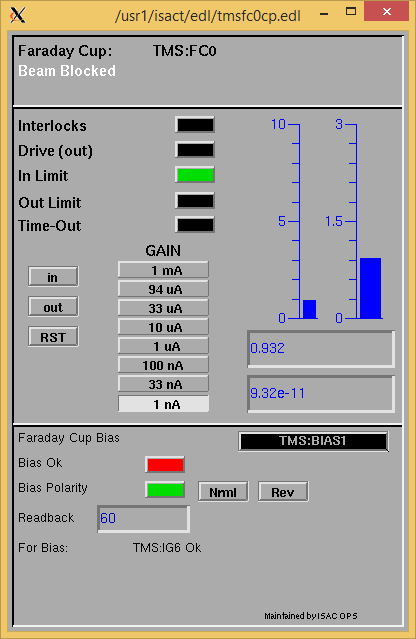 /usr1/isact/edl/tmsfc0cp.edl
Faraday Cup: TMS:FC0
Beam Blocked
Interlocks
Drive (out)
In Limit
Out Limit
Time-Out
10
5
0
3
1.5
0
GAIN
1 mA
94 uA
33 uA
10 uA
1 uA
100 nA
33 nA
1 nA
in
out
RST
0.932
9.32e-11
Faraday Cup Bias TMS:BIAS1
Bias Ok
Bias Polarity Nrml Rev
Readback 60
For Bias: TMS:IG6 Ok
Maintained by ISAC OPS